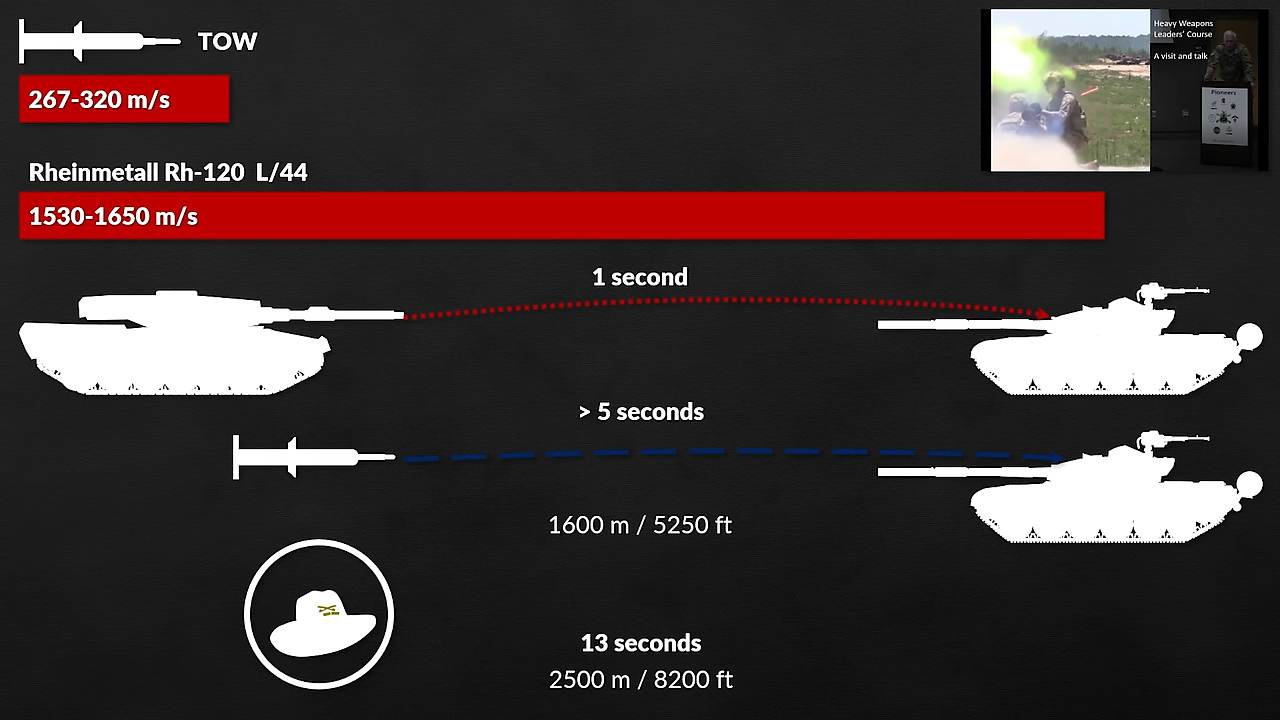 TOW
267-320 m/s
Rheinmetall Rh-120 L/44
1530-1650 m/s
Heavy Weapons
Leaders' Course
A visit and talk
Pioneers
1 second
> 5 seconds
1600 m / 5250 ft
13 seconds
2500 m / 8200 ft